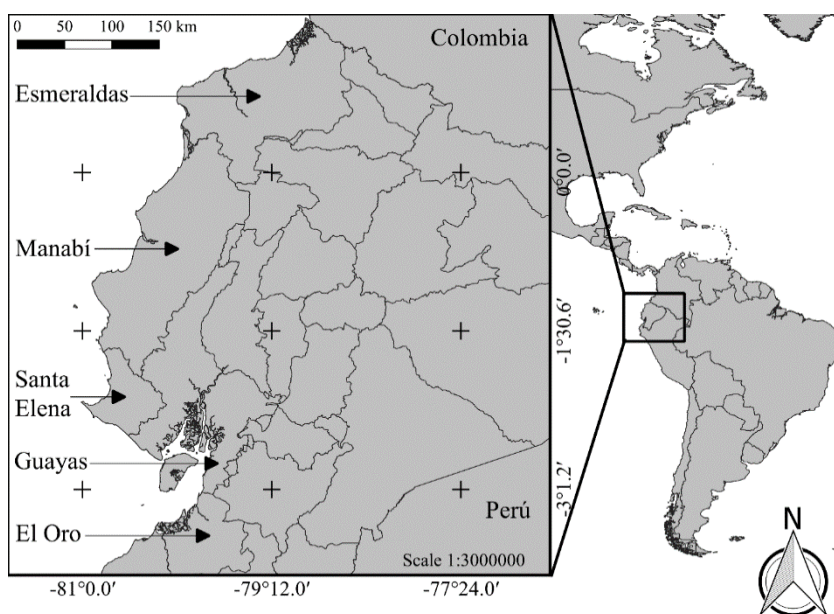 0 50 100 150 km
Colombia
Esmeraldas
0°0.0′
Manabí
-1°30.6′
Santa
Elena
Guayas
-3°1.2′
Perú
El Oro
Scale 1:3000000
N
-81°0.0′ -79°12.0′ -77°24.0′